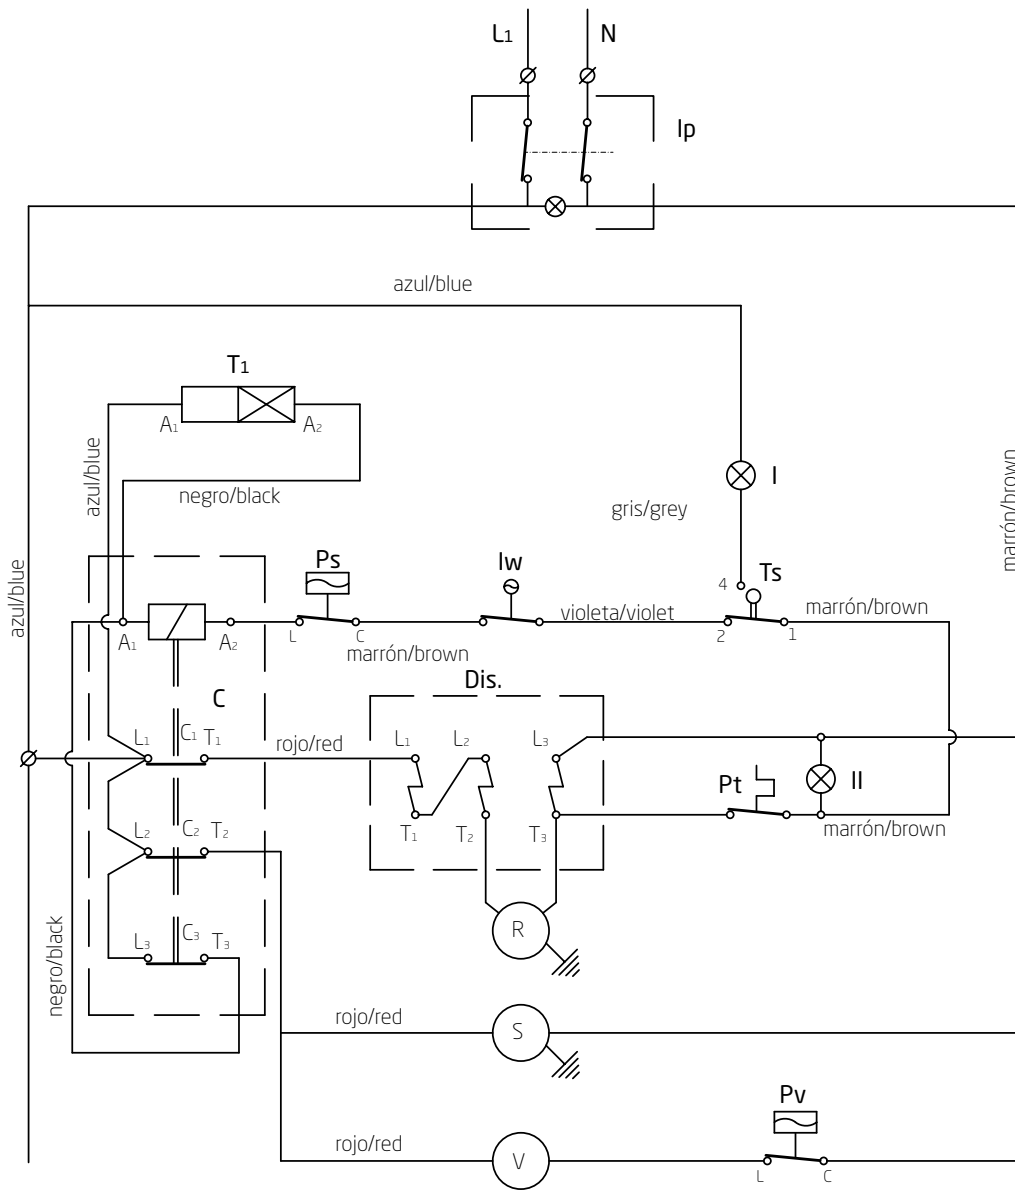 L1 N
Ip
azul/blue
T1
A1 A2
azul/blue
negro/black
gris/grey
I
marrón/brown
azul/blue
Ps
Iw
4 Ts
A1 A2 L C
violeta/violet
2 1
marrón/brown
marrón/brown
C
Dis.
L1 C1 T1
rojo/red
L1 L2 L3
Pt
II
T1 T2 T3
marrón/brown
L2 C2 T2
R
L3 C3 T3
negro/black
rojo/red
S
Pv
rojo/red
V
L C